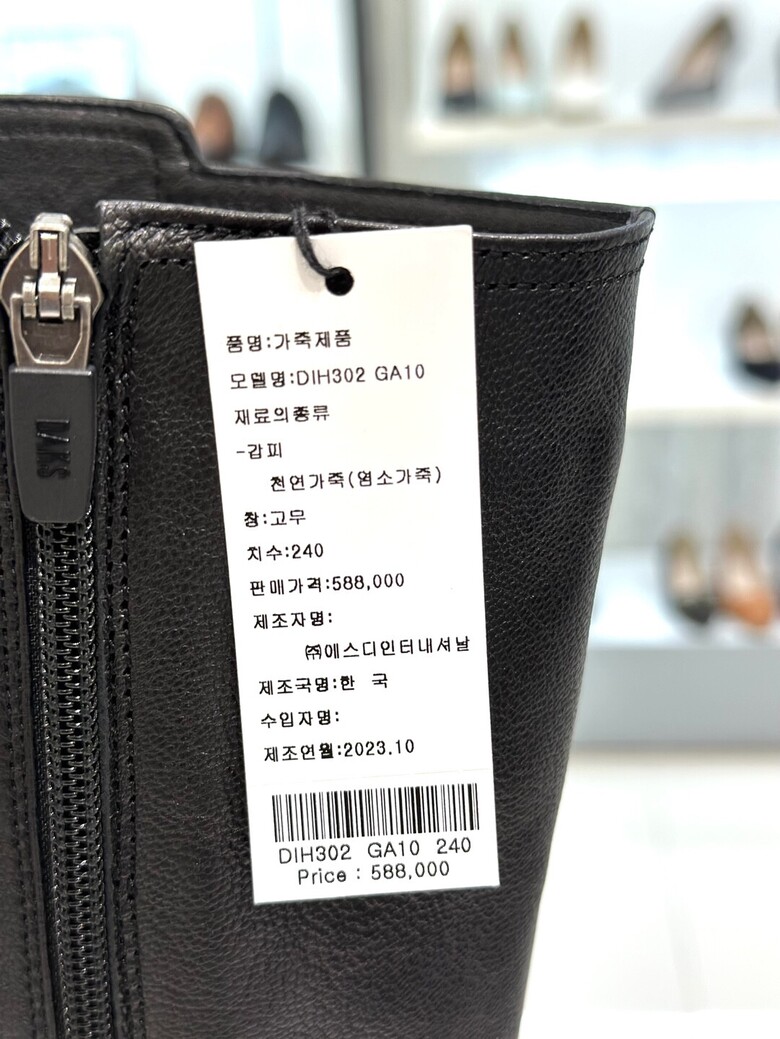 품명:가죽제품
모델명:DIH302 GA10
재료의종류
-갑피
천연가죽(염소가죽)
창:고무
치수:240
판매가격:588,000
제조자명:
㈜에스디인터내셔날
제조국명:한 국
수입자명:
제조연월:2023.10
DIH302 GA10 240
Price : 588,000